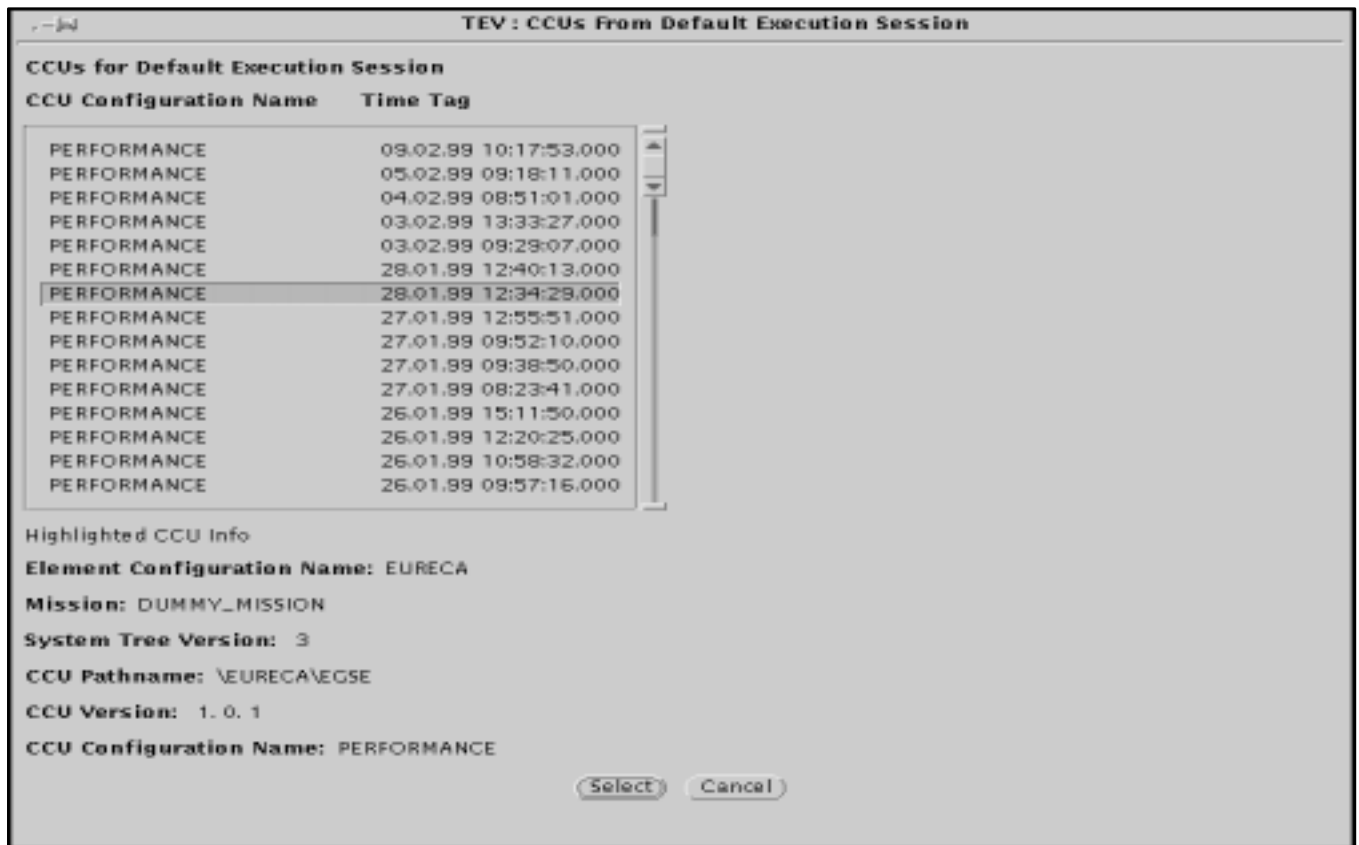 TEV : CCUs From Default Execution Session
CCUs for Default Execution Session
CCU Configuration Name Time Tag
PERFORMANCE 09.02.99 10:17:53.000
PERFORMANCE 05.02.99 09:18:11.000
PERFORMANCE 04.02.99 08:51:01.000
PERFORMANCE 03.02.99 13:33:27.000
PERFORMANCE 03.02.99 09:29:07.000
PERFORMANCE 28.01.99 12:40:13.000
PERFORMANCE 28.01.99 12:34:29.000
PERFORMANCE 27.01.99 12:55:51.000
PERFORMANCE 27.01.99 09:52:10.000
PERFORMANCE 27.01.99 09:38:50.000
PERFORMANCE 27.01.99 08:23:41.000
PERFORMANCE 26.01.99 15:11:50.000
PERFORMANCE 26.01.99 12:20:25.000
PERFORMANCE 26.01.99 10:58:32.000
PERFORMANCE 26.01.99 09:57:16.000
Highlighted CCU Info
Element Configuration Name: EURECA
Mission: DUMMY_MISSION
System Tree Version: 3
CCU Pathname: \EURECA\EGSE
CCU Version: 1. 0. 1
CCU Configuration Name: PERFORMANCE
Select Cancel